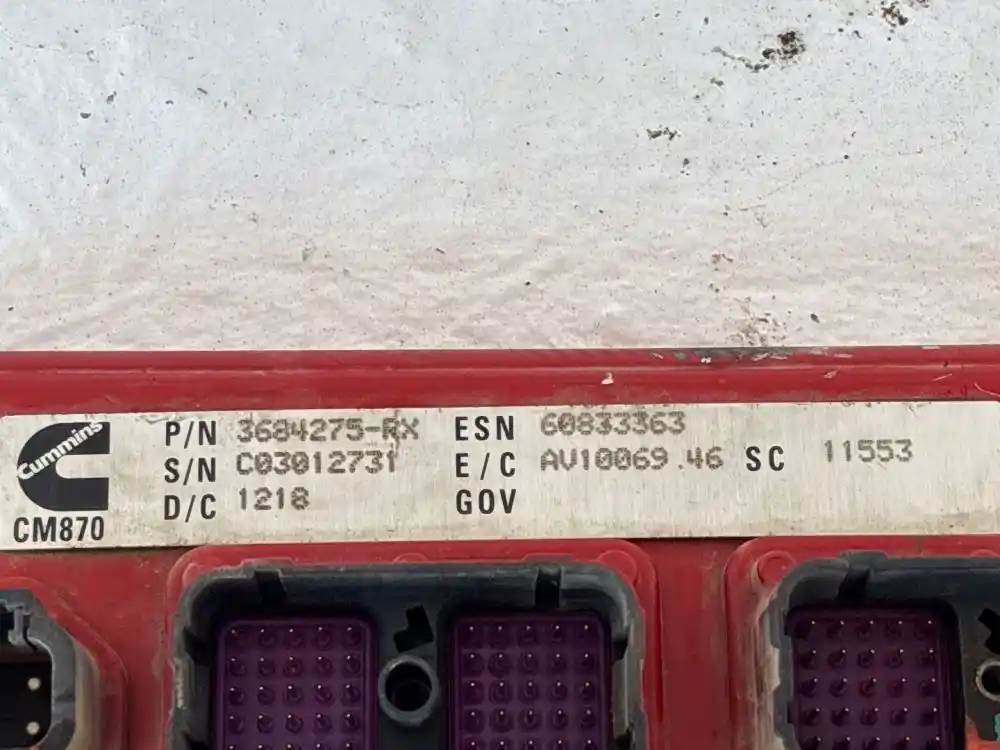 Cummins
CM870
P/N 3684275-RX ESN 60833363
S/N C03012731 E/C AV10069.46 SC 11553
D/C 1218 GOV